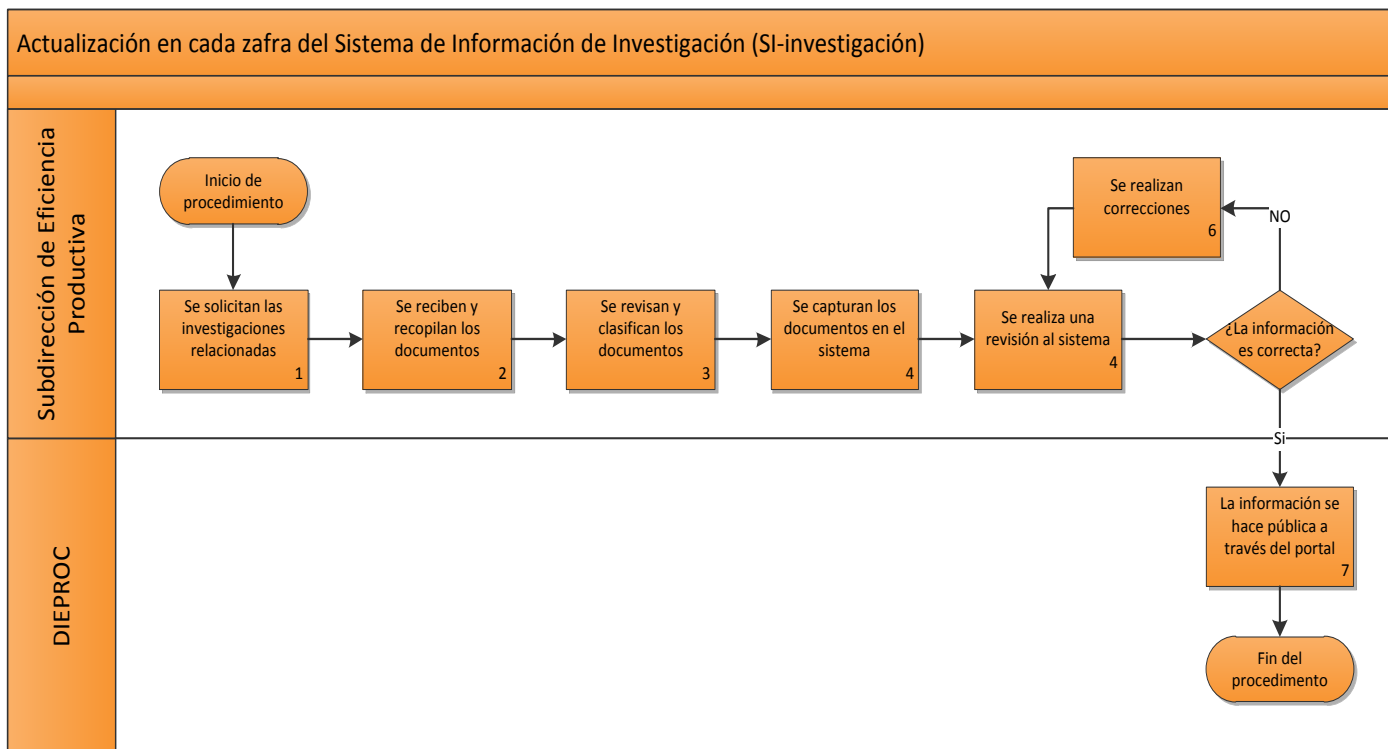 Actualización en cada zafra del Sistema de Información de Investigación (SI-investigación)
Subdirección de Eficiencia
Productiva
Inicio de
procedimiento
Se solicitan las
investigaciones
relacionadas
1
Se reciben y
recopilan los
documentos
2
Se revisan y
clasifican los
documentos
3
Se capturan los
documentos en el
sistema
4
Se realiza una
revisión al sistema
4
¿La información
es correcta?
NO
Se realizan
correcciones
6
Si
DIEPROC
La información se
hace pública a
través del portal
7
Fin del
procedimento